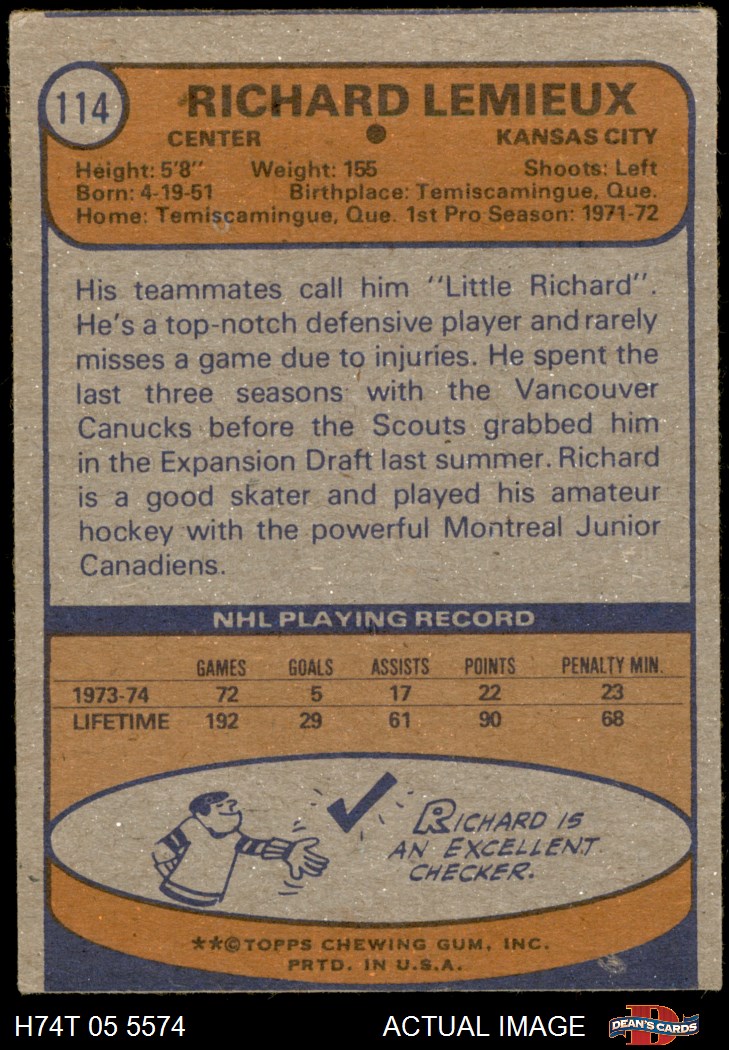 114
RICHARD LEMIEUX
CENTER ● KANSAS CITY
Height: 5'8" Weight: 155 Shoots: Left
Born: 4-19-51 Birthplace: Temiscamingue, Que.
Home: Temiscamingue, Que. 1st Pro Season: 1971-72
His teammates call him "Little Richard".
He's a top-notch defensive player and rarely
misses a game due to injuries. He spent the
last three seasons with the Vancouver
Canucks before the Scouts grabbed him
in the Expansion Draft last summer. Richard
is a good skater and played his amateur
hockey with the powerful Montreal Junior
Canadiens.
NHL PLAYING RECORD
GAMES GOALS ASSISTS POINTS PENALTY MIN.
1973-74 72 5 17 22 23
LIFETIME 192 29 61 90 68
RICHARD IS
AN EXCELLENT
CHECKER.
**©TOPPS CHEWING GUM, INC.
PRTD. IN U.S.A.
H74T 05 5574 ACTUAL IMAGE DEAN'S CARDS